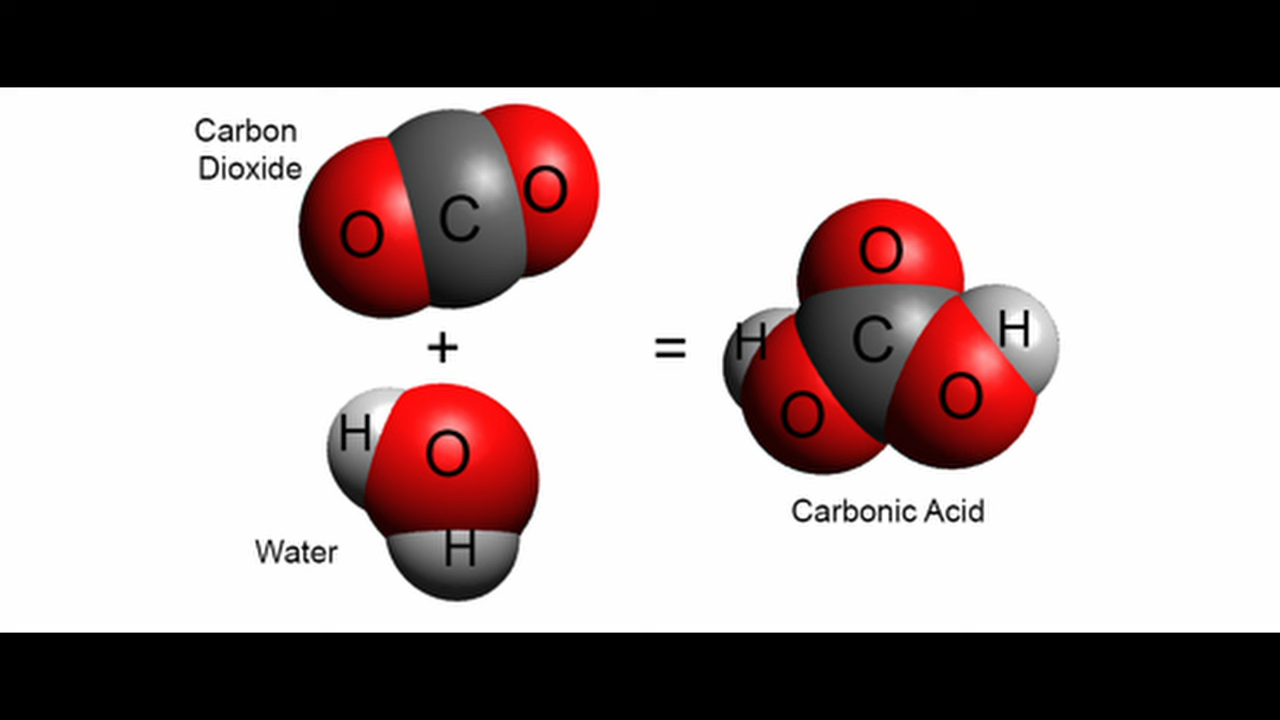 Carbon
Dioxide
O C O
+
H O
H
Water
=
O
H C H
O O
Carbonic Acid